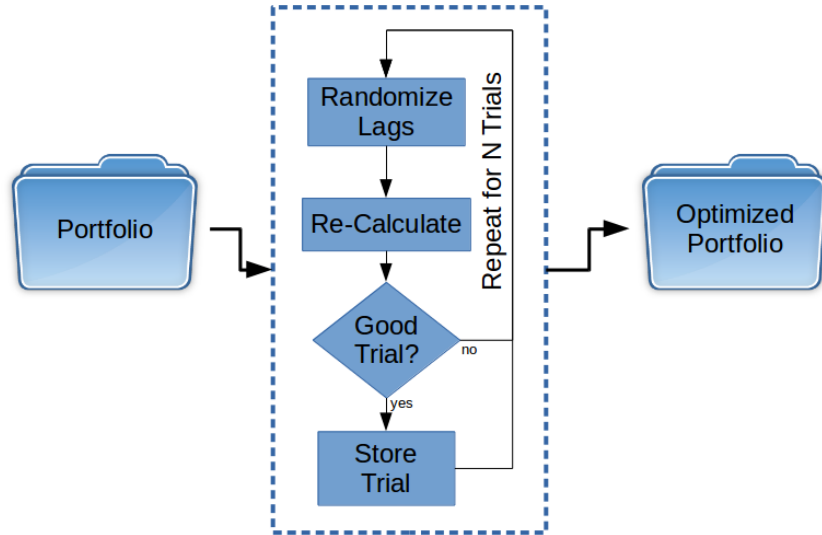 Portfolio
Randomize
Lags
Re-Calculate
Good
Trial?
no
yes
Store
Trial
Repeat for N Trials
Optimized
Portfolio